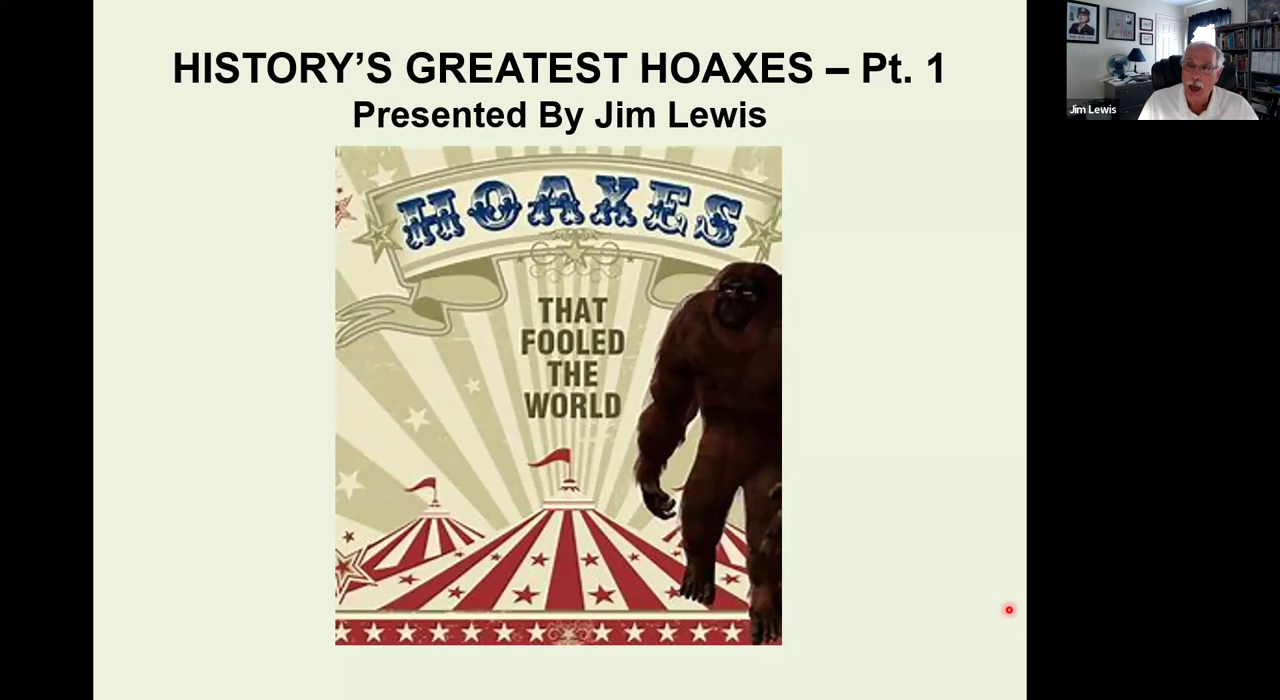 HISTORY'S GREATEST HOAXES – Pt. 1
Presented By Jim Lewis
HOAXES
THAT
FOOLED
THE
WORLD
Jim Lewis